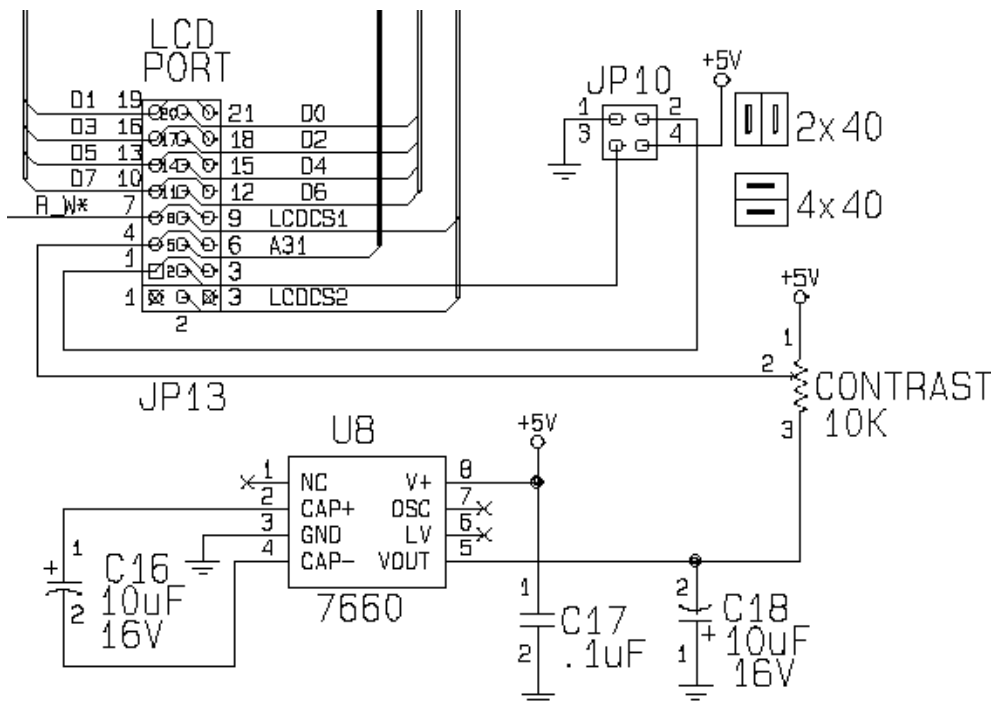 LCD
PORT
D1 19 20 21 D0
D3 16 17 18 D2
D5 13 14 15 D4
D7 10 11 12 D6
R_W* 7 8 9 LCDCS1
4 5 6 A31
1 2 3
1 3 LCDCS2
2
JP13
JP10
1 2
3 4
+5V
2x40
4x40
+5V
1
2
CONTRAST
10K
3
U8
+5V
1 NC V+ 8
2 CAP+ OSC 7
3 GND LV 6
4 CAP- VOUT 5
7660
1
+ C16
10uF
2 16V
1
C17
2 .1uF
2
C18
+ 10uF
1 16V